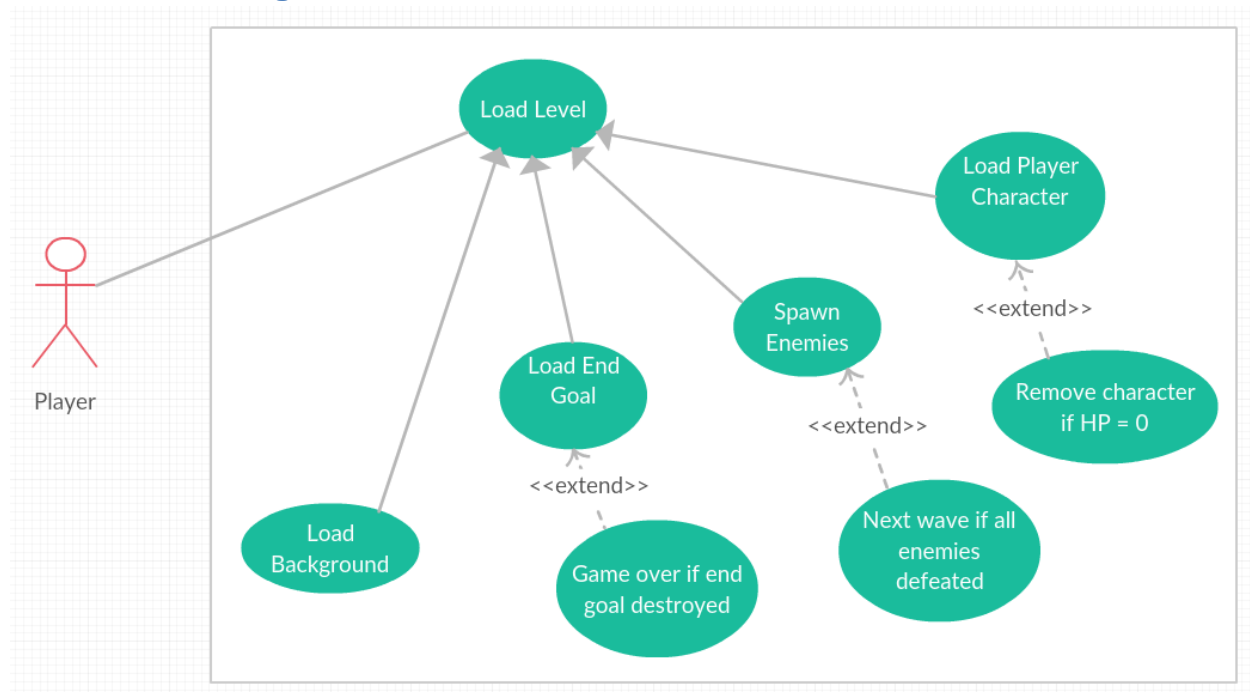 Load Level
Load Player
Character
Spawn
Enemies
<<extend>>
Load End
Goal
Remove character
if HP = 0
Player
<<extend>>
<<extend>>
Load
Background
Next wave if all
enemies
defeated
Game over if end
goal destroyed